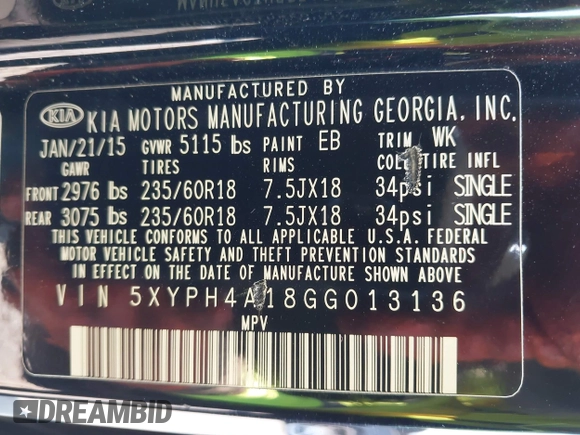 MANUFACTURED BY
KIA KIA MOTORS MANUFACTURING GEORGIA, INC.
JAN/21/15 GVWR 5115 lbs PAINT EB TRIM WK
GAWR TIRES RIMS COLD TIRE INFL
FRONT 2976 lbs 235/60R18 7.5JX18 34psi SINGLE
REAR 3075 lbs 235/60R18 7.5JX18 34psi SINGLE
THIS VEHICLE CONFORMS TO ALL APPLICABLE U.S.A. FEDERAL
MOTOR VEHICLE SAFETY AND THEFT PREVENTION STANDARDS
IN EFFECT ON THE DATE OF MANUFACTURE SHOWN ABOVE.
VIN 5XYPH4A18GG013136
MPV
DREAMBID